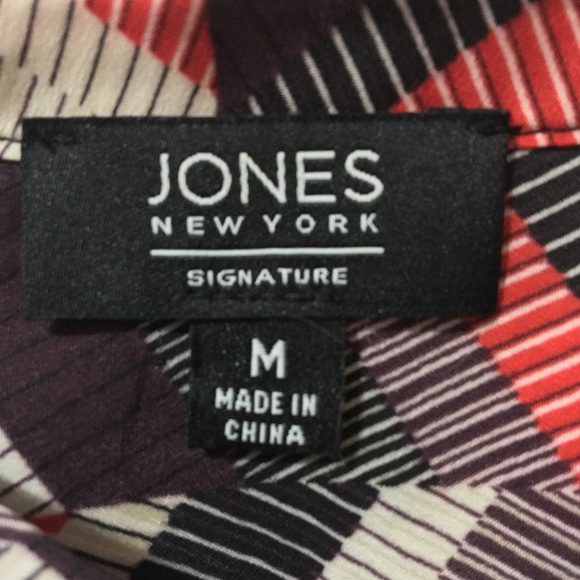 JONES
NEW YORK
SIGNATURE
M
MADE IN
CHINA